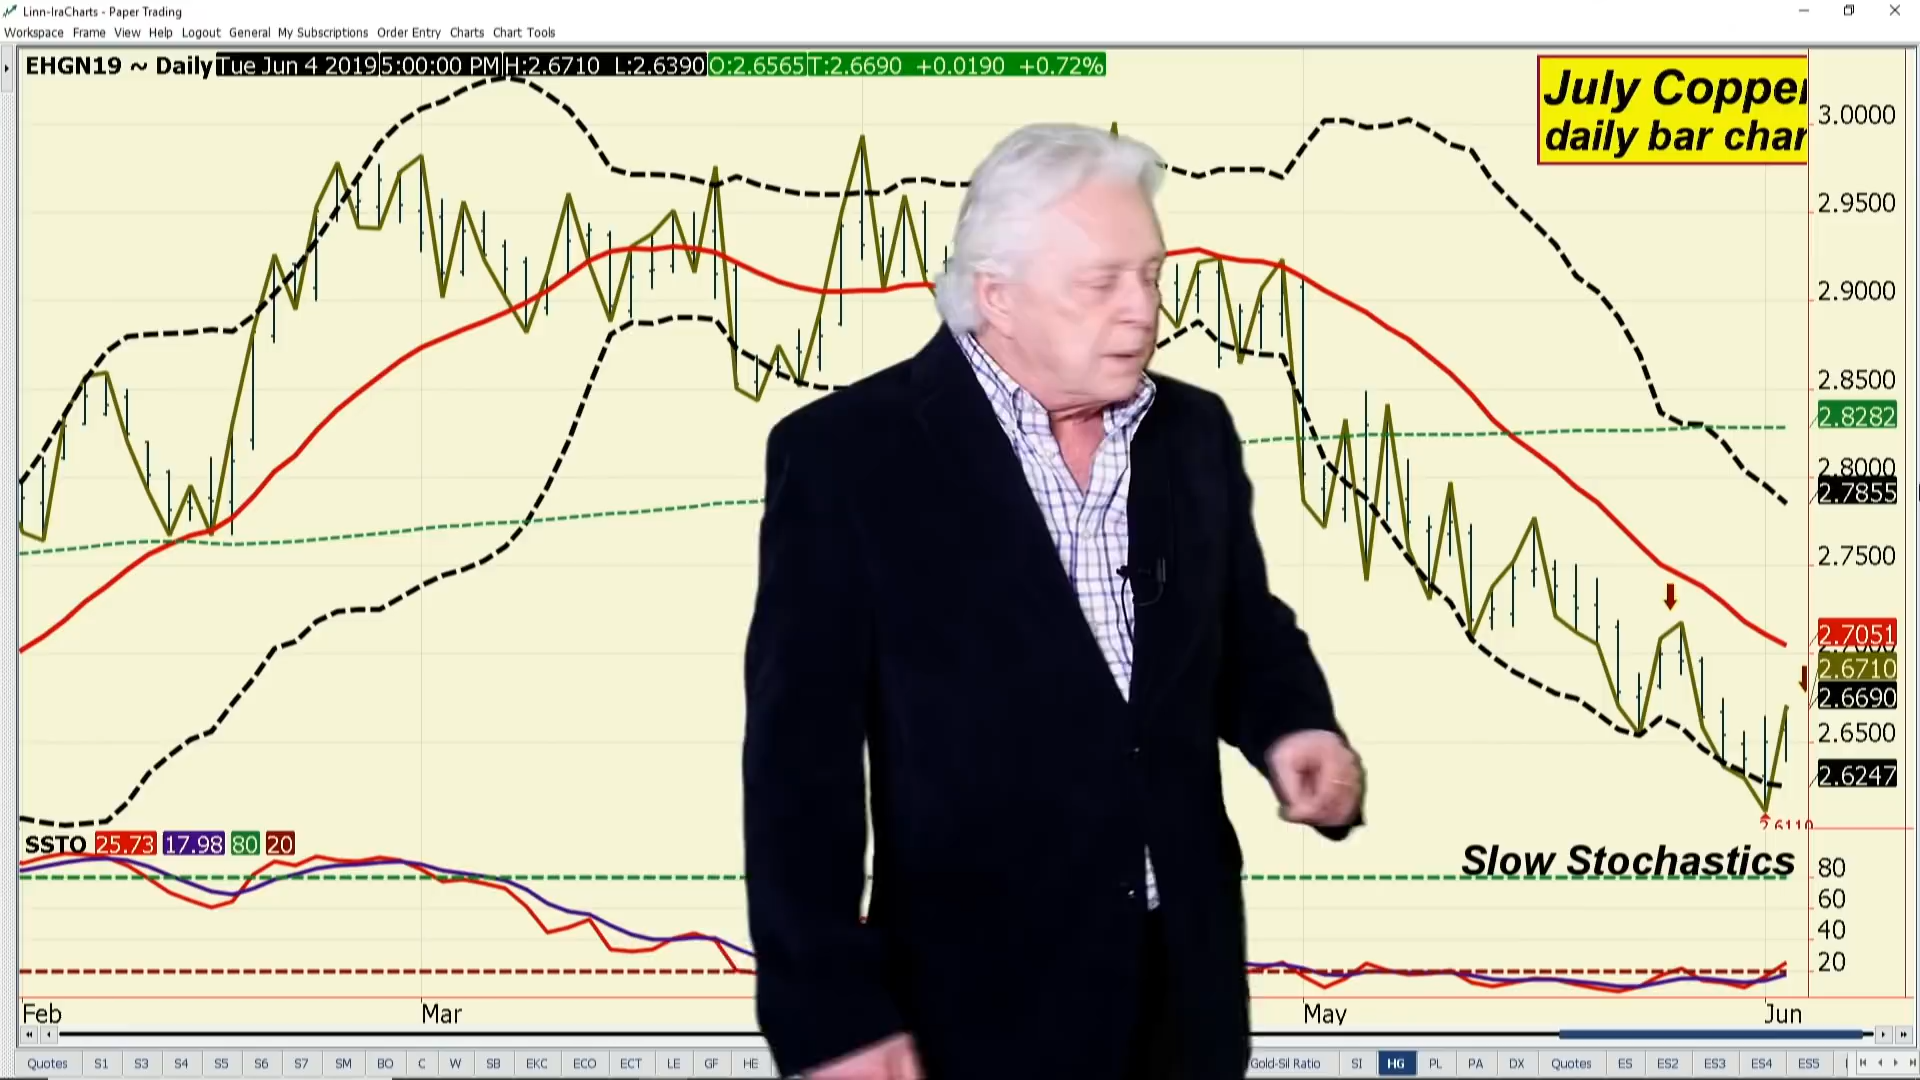 Linn-IraCharts - Paper Trading
Workspace Frame View Help Logout General My Subscriptions Order Entry Charts Chart Tools
EHGN19 ~ Daily Tue Jun 4 2019 5:00:00 PM H:2.6710 L:2.6390 O:2.6565 T:2.6690 +0.0190 +0.72%
July Copper
daily bar char
3.0000
2.9500
2.9000
2.8500
2.8282
2.8000
2.7855
2.7500
2.7051
2.7000
2.6710
2.6690
2.6500
2.6247
2.6110
SSTO 25.73 17.98 80 20
Slow Stochastics
80
60
40
20
Feb Mar May Jun
Quotes S1 S3 S4 S5 S6 S7 SM BO C W SB EKC ECO ECT LE GF HE Gold-Sil Ratio SI HG PL PA DX Quotes ES ES2 ES3 ES4 ES5